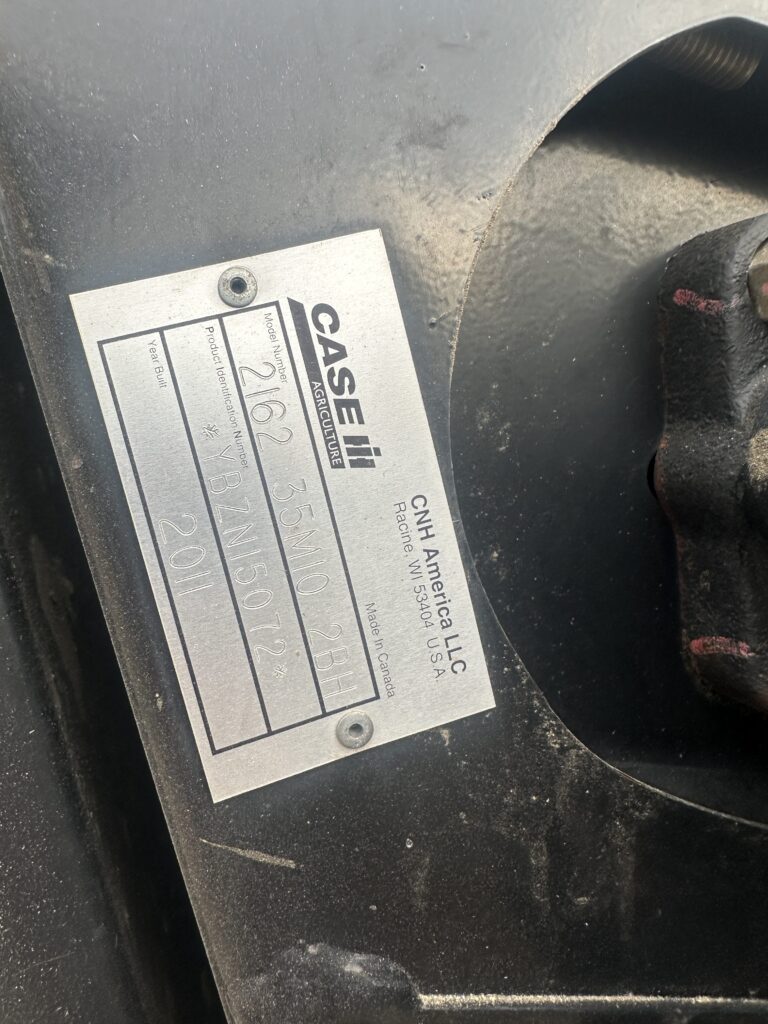 CASE IH
AGRICULTURE
CNH America LLC
Racine, WI 53404 U.S.A.
Made In Canada
Model Number
2162 35M10 2BH
Product Identification Number
*YBZN15072*
Year Built
2011